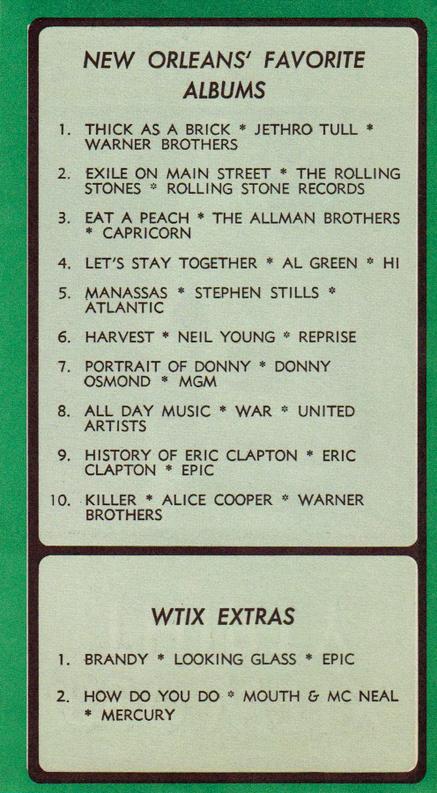 NEW ORLEANS' FAVORITE
ALBUMS
1. THICK AS A BRICK * JETHRO TULL *
WARNER BROTHERS
2. EXILE ON MAIN STREET * THE ROLLING
STONES * ROLLING STONE RECORDS
3. EAT A PEACH * THE ALLMAN BROTHERS
* CAPRICORN
4. LET'S STAY TOGETHER * AL GREEN * HI
5. MANASSAS * STEPHEN STILLS *
ATLANTIC
6. HARVEST * NEIL YOUNG * REPRISE
7. PORTRAIT OF DONNY * DONNY
OSMOND * MGM
8. ALL DAY MUSIC * WAR * UNITED
ARTISTS
9. HISTORY OF ERIC CLAPTON * ERIC
CLAPTON * EPIC
10. KILLER * ALICE COOPER * WARNER
BROTHERS
WTIX EXTRAS
1. BRANDY * LOOKING GLASS * EPIC
2. HOW DO YOU DO * MOUTH & MC NEAL
* MERCURY